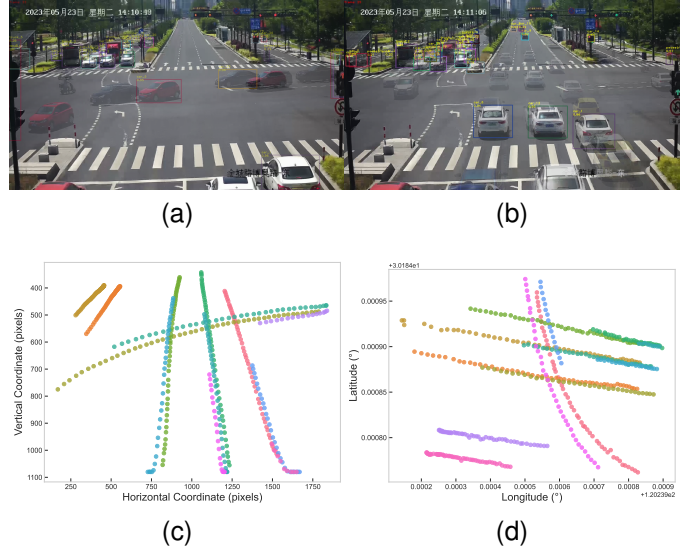 2023年05月23日 星期二 14:10:49
2023年05月23日 星期二 14:11:06
(a)
(b)
400
500
600
700
800
900
1000
1100
Vertical Coordinate (pixels)
250
500
750
1000
1250
1500
1750
Horizontal Coordinate (pixels)
+3.0184e1
0.00095
0.00090
0.00080
0.00080
Latitude (°)
0.0002
0.0003
0.0004
0.0005
0.0006
0.0007
0.0008
0.0009
+1.20239e2
Longitude (°)
(c)
(d)